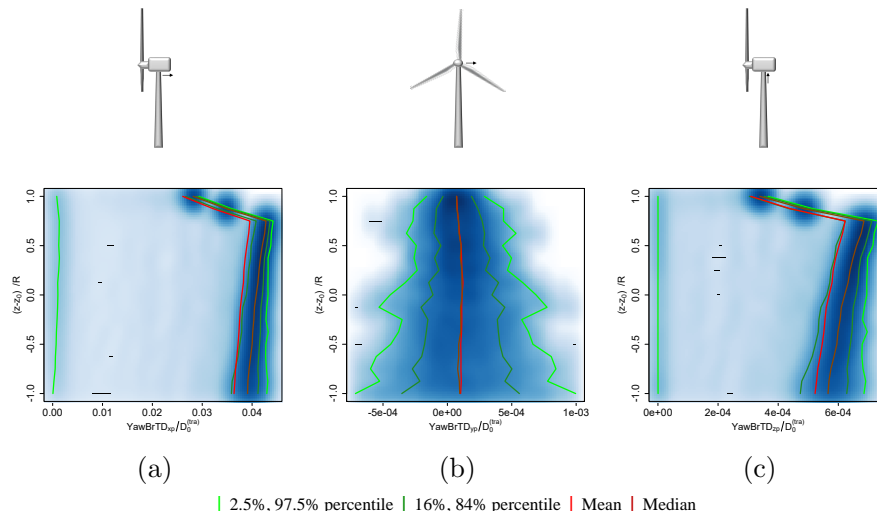 1.0
0.5
0.0
-0.5
-1.0
(z-z₀) /R
0.00 0.01 0.02 0.03 0.04
YawBrTDₓₚ/D₀⁽ᵗʳᵃ⁾
(a)
1.0
0.5
0.0
-0.5
-1.0
(z-z₀) /R
-5e-04 0e+00 5e-04 1e-03
YawBrTD_yp/D₀⁽ᵗʳᵃ⁾
(b)
1.0
0.5
0.0
-0.5
-1.0
(z-z₀) /R
0e+00 2e-04 4e-04 6e-04
YawBrTD_zp/D₀⁽ᵗʳᵃ⁾
(c)
2.5%, 97.5% percentile 16%, 84% percentile Mean Median